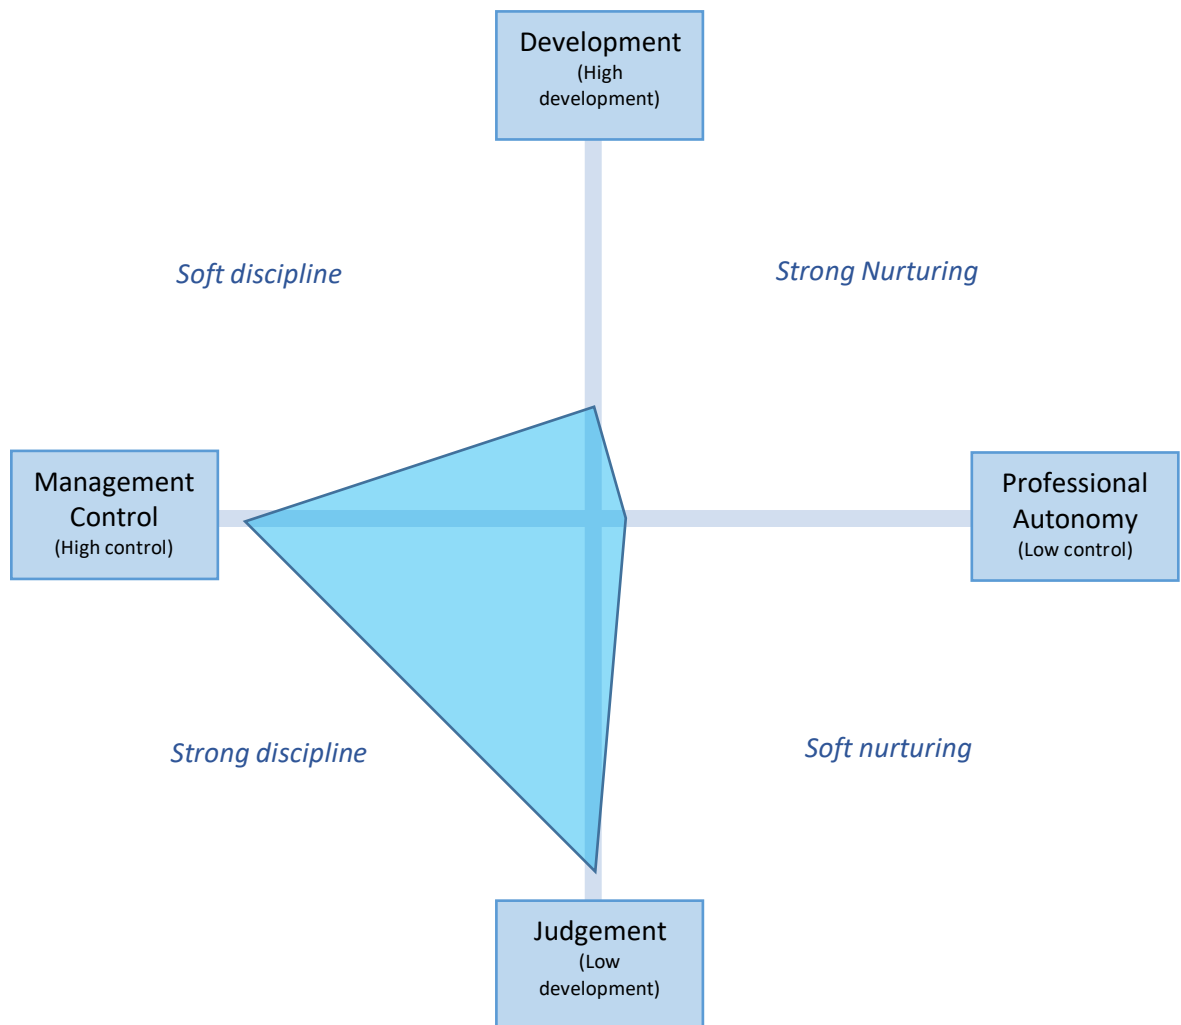 Development
(High
development)
Soft discipline
Strong Nurturing
Management
Control
(High control)
Professional
Autonomy
(Low control)
Strong discipline
Soft nurturing
Judgement
(Low
development)